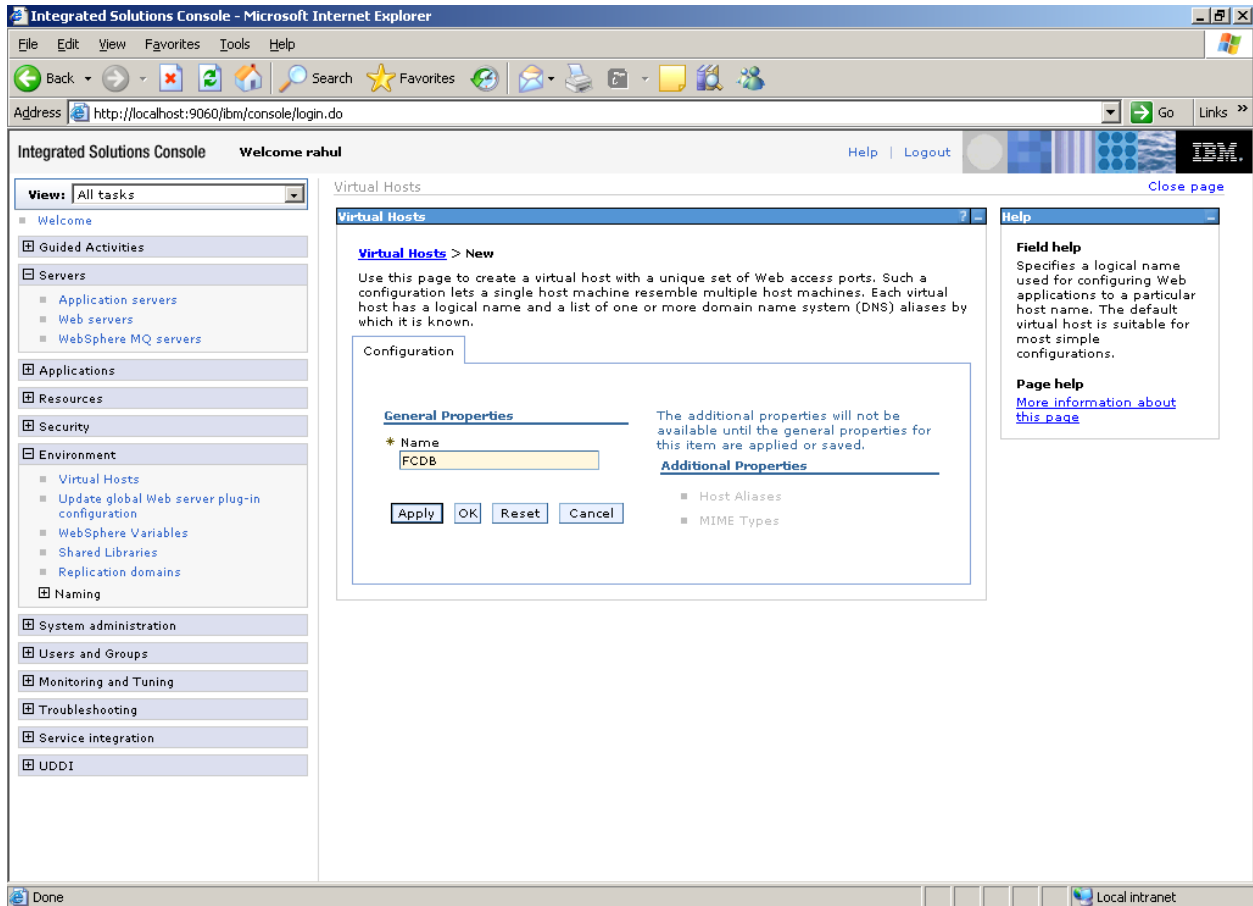 Integrated Solutions Console - Microsoft Internet Explorer
File Edit View Favorites Tools Help
Back Search Favorites
Address http://localhost:9060/ibm/console/login.do Go Links »
Integrated Solutions Console Welcome rahul Help | Logout IBM.
View: All tasks
Welcome
Guided Activities
Servers
Application servers
Web servers
WebSphere MQ servers
Applications
Resources
Security
Environment
Virtual Hosts
Update global Web server plug-in
configuration
WebSphere Variables
Shared Libraries
Replication domains
Naming
System administration
Users and Groups
Monitoring and Tuning
Troubleshooting
Service integration
UDDI
Virtual Hosts Close page
Virtual Hosts ?
Virtual Hosts > New
Use this page to create a virtual host with a unique set of Web access ports. Such a
configuration lets a single host machine resemble multiple host machines. Each virtual
host has a logical name and a list of one or more domain name system (DNS) aliases by
which it is known.
Configuration
General Properties
* Name
FCDB
Apply OK Reset Cancel
The additional properties will not be
available until the general properties for
this item are applied or saved.
Additional Properties
Host Aliases
MIME Types
Help
Field help
Specifies a logical name
used for configuring Web
applications to a particular
host name. The default
virtual host is suitable for
most simple
configurations.
Page help
More information about
this page
Done Local intranet